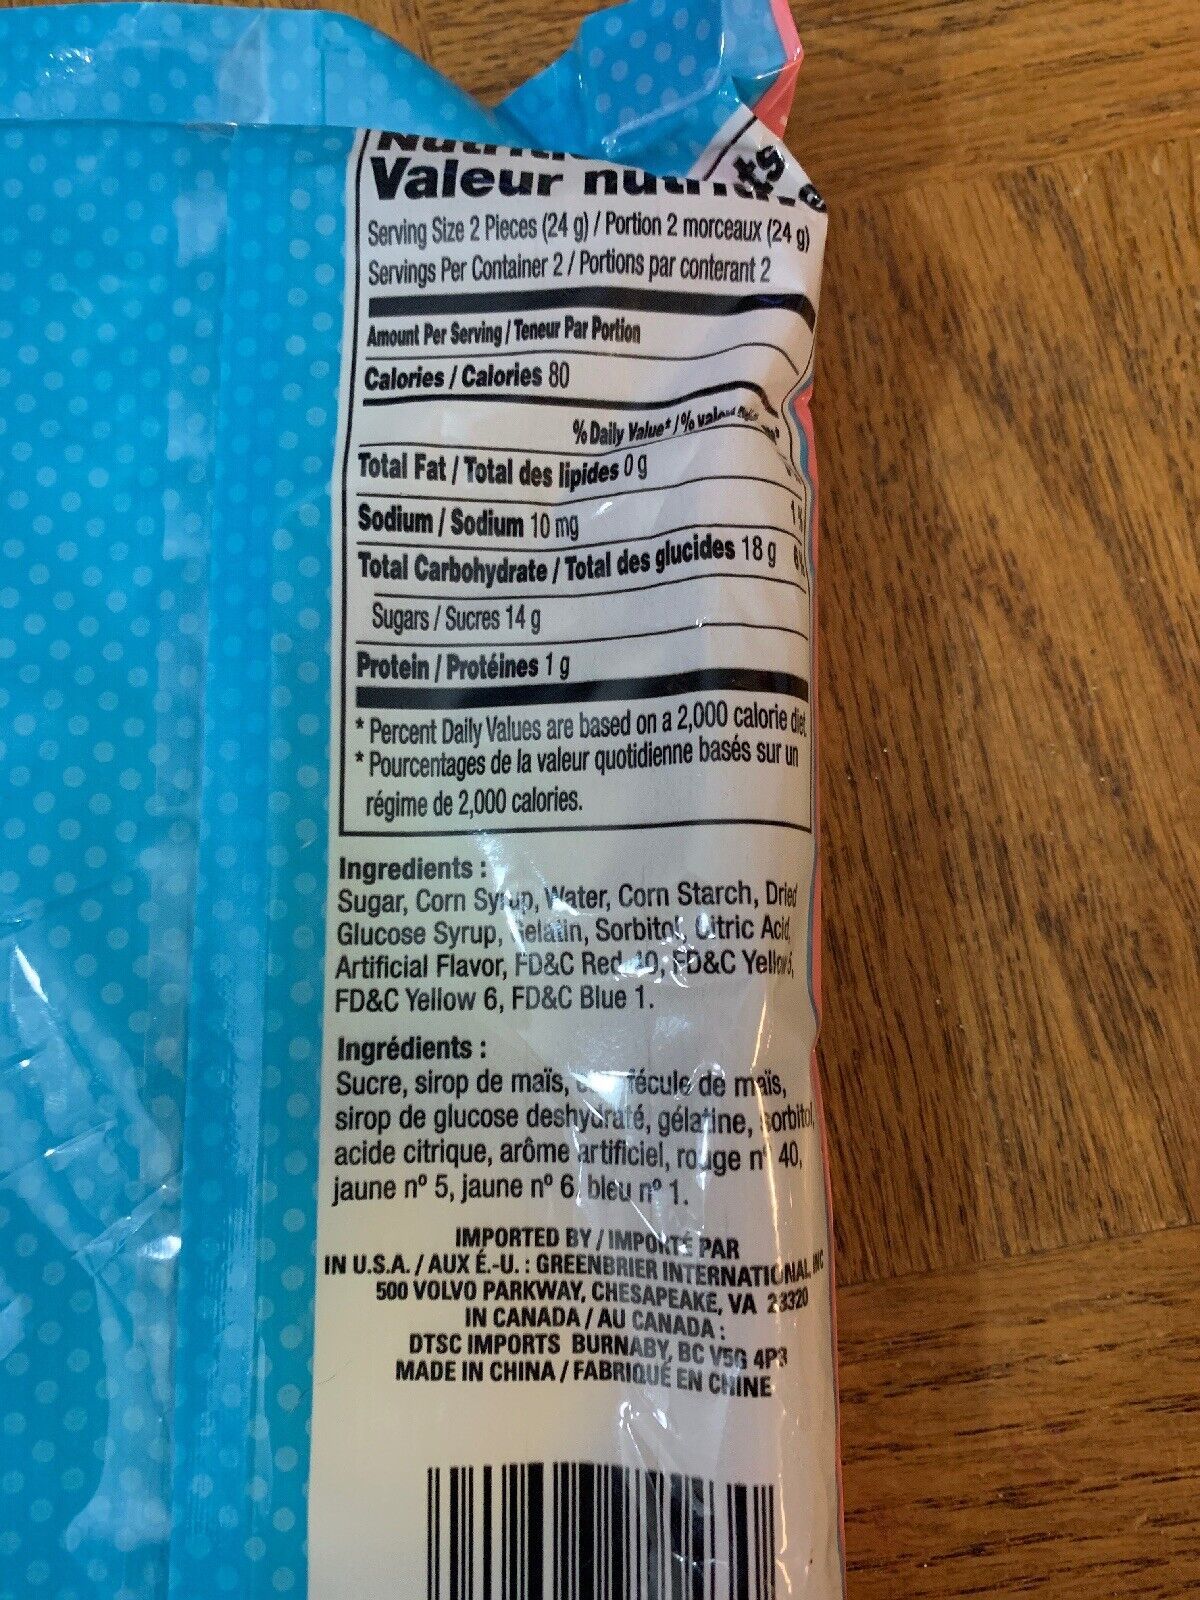 Valeur
Serving Size 2 Pieces (24 g) / Portion 2 morceaux (24 g)
Servings Per Container 2 / Portions par conterant 2
Amount Per Serving / Teneur Par Portion
Calories / Calories 80
% Daily Value* / %
Total Fat / Total des lipides 0 g
Sodium / Sodium 10 mg
Total Carbohydrate / Total des glucides 18 g
Sugars / Sucres 14 g
Protein / Protéines 1 g
* Percent Daily Values are based on a 2,000 calorie diet
* Pourcentages de la valeur quotidienne basés sur un
régime de 2,000 calories.
Ingredients :
Sugar, Corn Syrup, Water, Corn Starch, Dried
Glucose Syrup, Gelatin, Sorbitol, Citric Acid,
Artificial Flavor, FD&C Red 40, FD&C Yellow 5,
FD&C Yellow 6, FD&C Blue 1.
Ingrédients :
Sucre, sirop de maïs, fécule de maïs,
sirop de glucose deshydraté, gélatine, sorbitol,
acide citrique, arôme artificiel, rouge nº 40,
jaune nº 5, jaune nº 6, bleu nº 1.
IMPORTED BY / IMPORTÉ PAR
IN U.S.A. / AUX É.-U. : GREENBRIER INTERNATIONAL, INC
500 VOLVO PARKWAY, CHESAPEAKE, VA 23320
IN CANADA / AU CANADA :
DTSC IMPORTS BURNABY, BC V5G 4P3
MADE IN CHINA / FABRIQUÉ EN CHINE